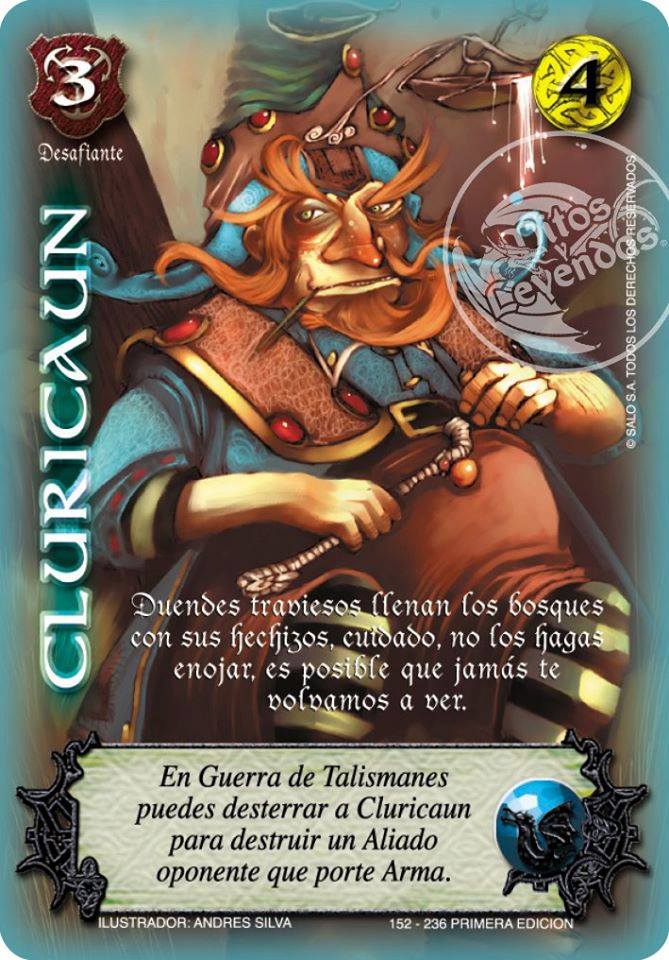 3
4
Desafiante
Mitos
y
Leyendas
© SALO S.A. TODOS LOS DERECHOS RESERVADOS
CLURICAUN
Duendes traviesos llenan los bosques
con sus hechizos, cuidado, no los hagas
enojar, es posible que jamás te
volvamos a ver.
En Guerra de Talismanes
puedes desterrar a Cluricaun
para destruir un Aliado
oponente que porte Arma.
ILUSTRADOR: ANDRES SILVA
152 - 236 PRIMERA EDICION